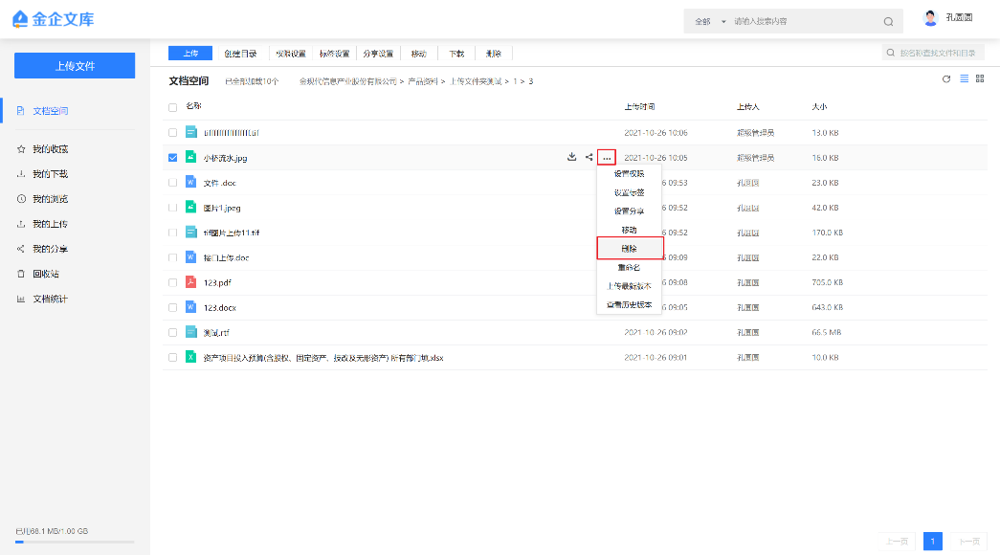 金企文库
全部 请输入搜索内容
孔圆圆
上传文件
文档空间
我的收藏
我的下载
我的浏览
我的上传
我的分享
回收站
文档统计
已用68.1 MB/1.00 GB
上传 创建目录 权限设置 标签设置 分享设置 移动 下载 删除
按名称查找文件和目录
文档空间 已全部加载10个 金现代信息产业股份有限公司 > 产品资料 > 上传文件夹测试 > 1 > 3
名称 上传时间 上传人 大小
2021-10-26 10:06 超级管理员 13.0 KB
小桥流水.jpg ... 2021-10-26 10:05 超级管理员 16.0 KB
文件 .doc 6 09:53 孔圆圆 23.0 KB
图片1.jpeg 6 09:52 孔圆圆 42.0 KB
tif图片上传11.tif 6 09:52 孔圆圆 170.0 KB
接口上传.doc 6 09:09 孔圆圆 22.0 KB
123.pdf 6 09:08 孔圆圆 705.0 KB
123.docx 6 09:05 孔圆圆 643.0 KB
测试.rtf 2021-10-26 09:02 孔圆圆 66.5 MB
资产项目投入预算(含股权、固定资产、技改及无形资产) 所有部门填.xlsx 2021-10-26 09:01 孔圆圆 10.0 KB
设置权限
设置标签
设置分享
移动
删除
重命名
上传最新版本
查看历史版本
上一页 1 下一页